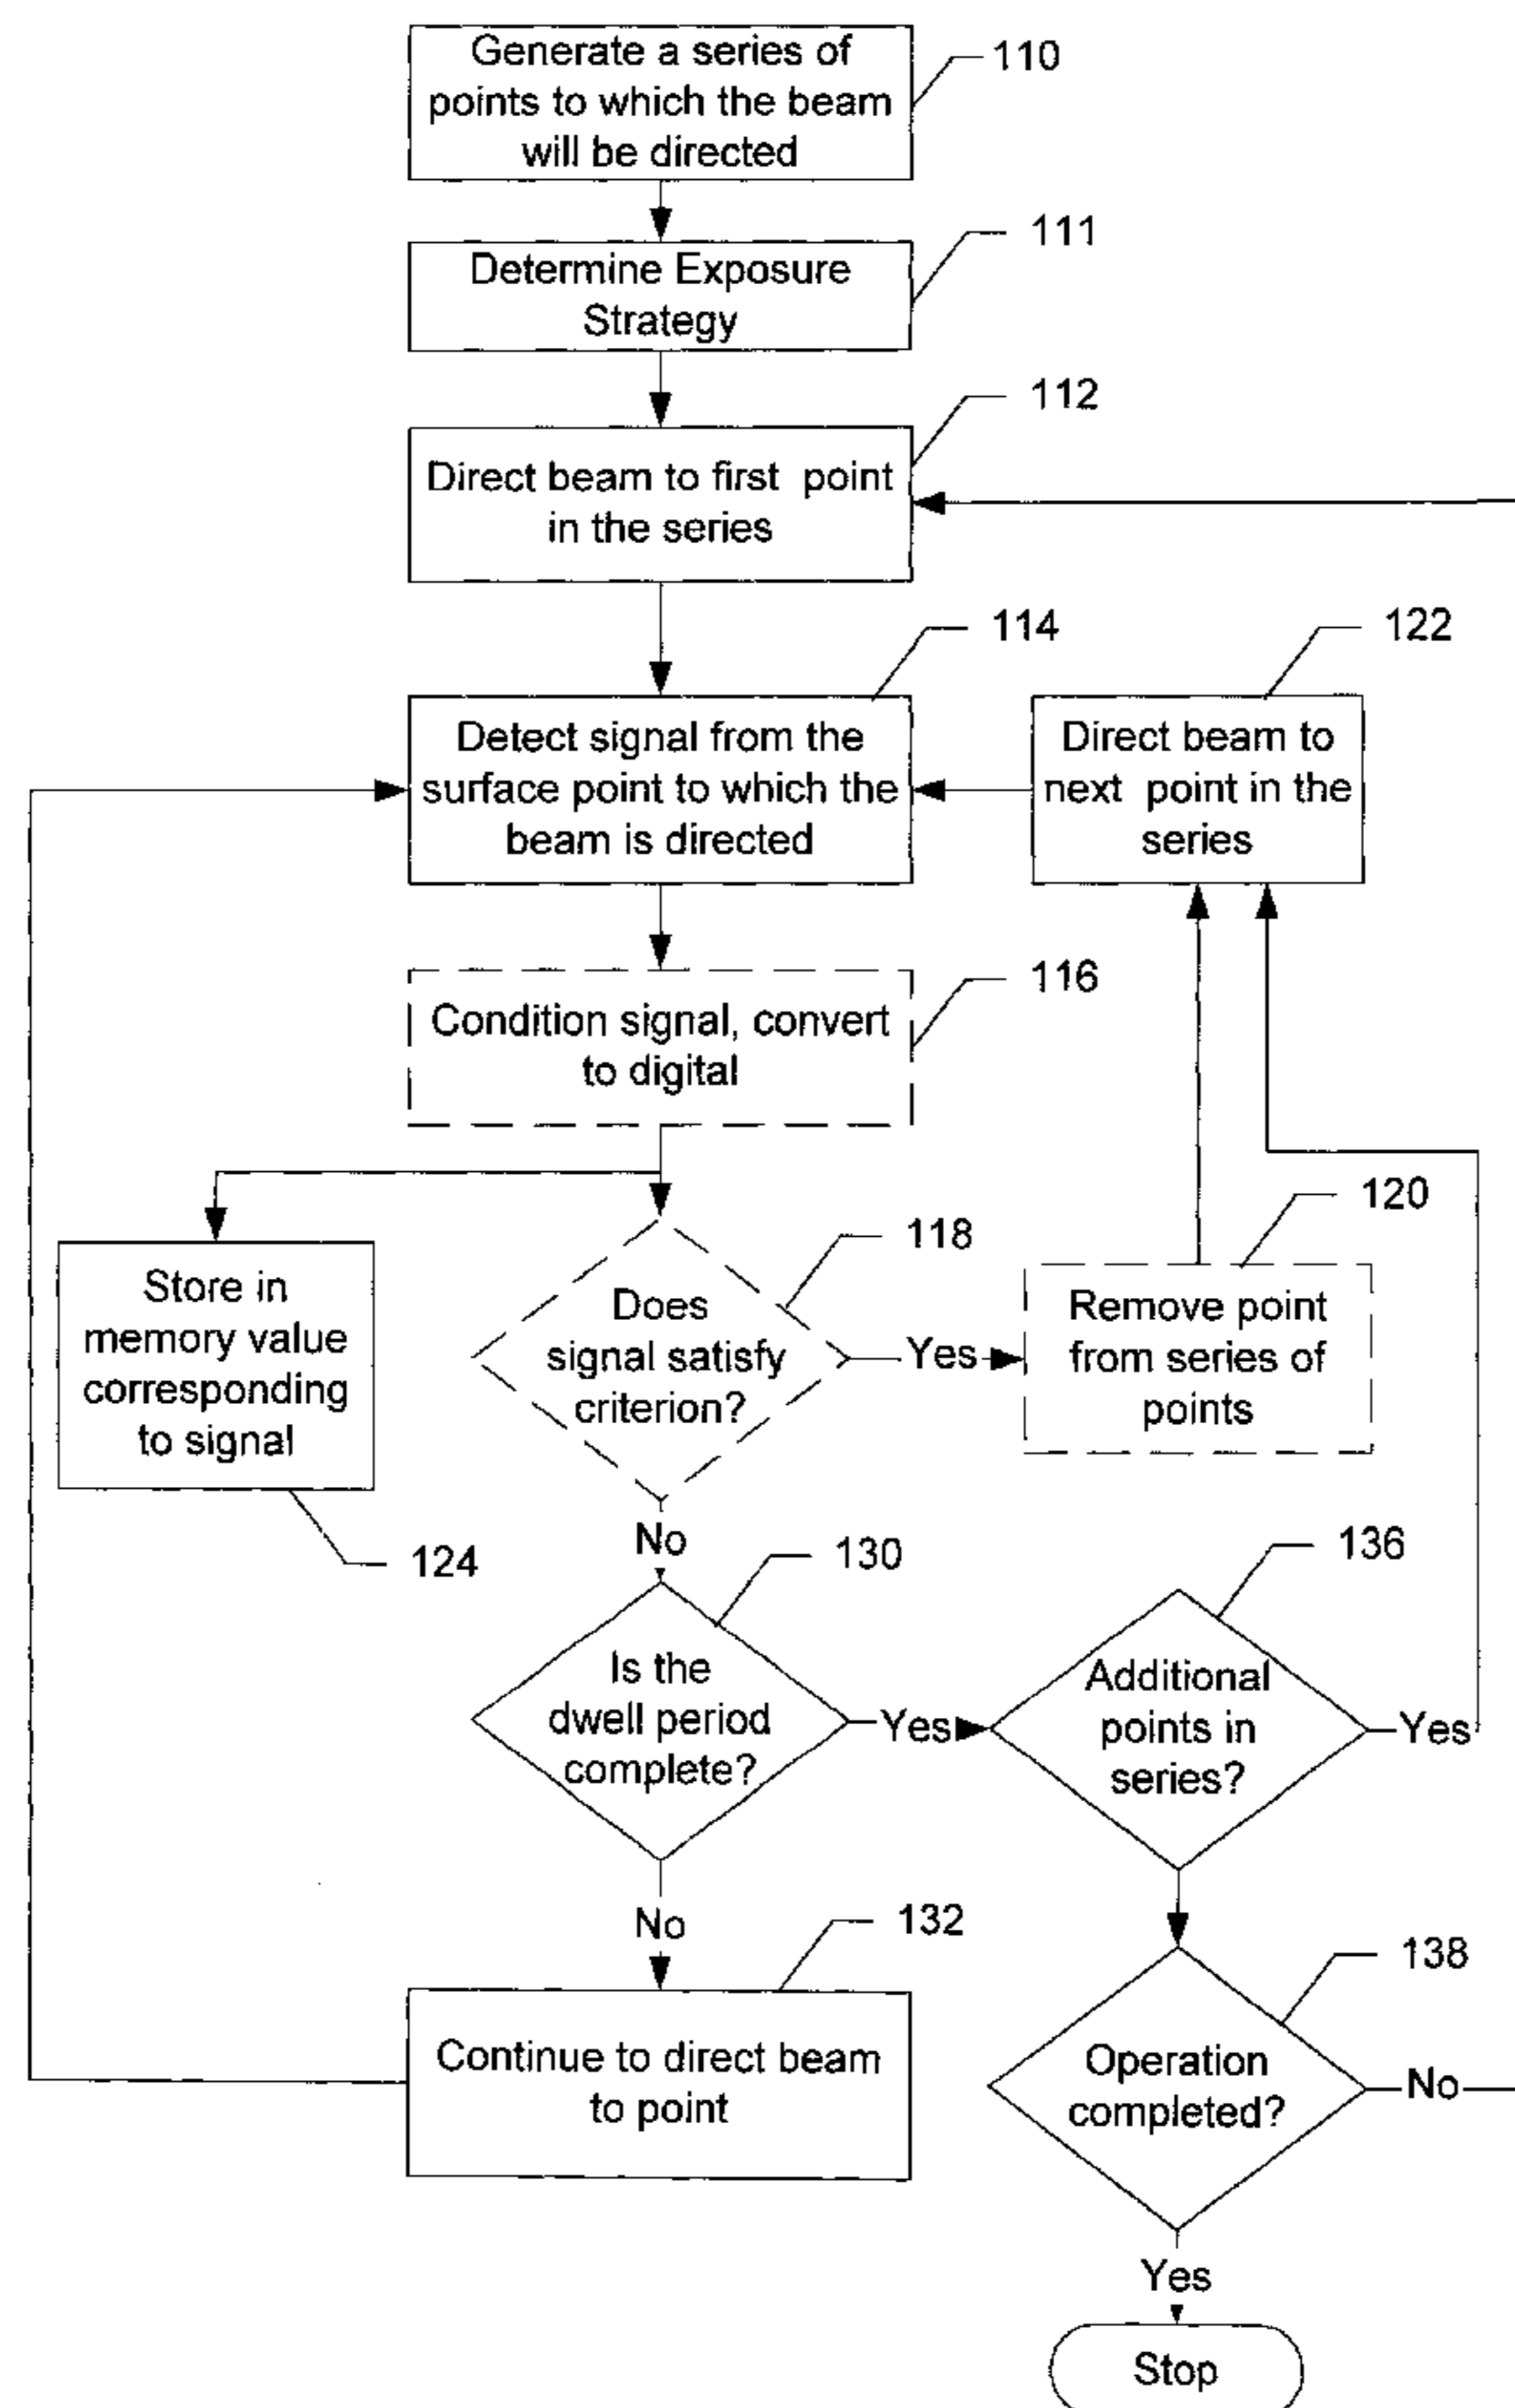 Generate a series of
points to which the beam
will be directed
110
Determine Exposure
Strategy
111
Direct beam to first point
in the series
112
Detect signal from the
surface point to which the
beam is directed
114
Direct beam to
next point in the
series
122
Condition signal, convert
to digital
116
Store in
memory value
corresponding
to signal
124
Does
signal satisfy
criterion?
118
Yes
Remove point
from series of
points
120
No
Is the
dwell period
complete?
130
Yes
Additional
points in
series?
136
Yes
No
Continue to direct beam
to point
132
Operation
completed?
138
No
Yes
Stop